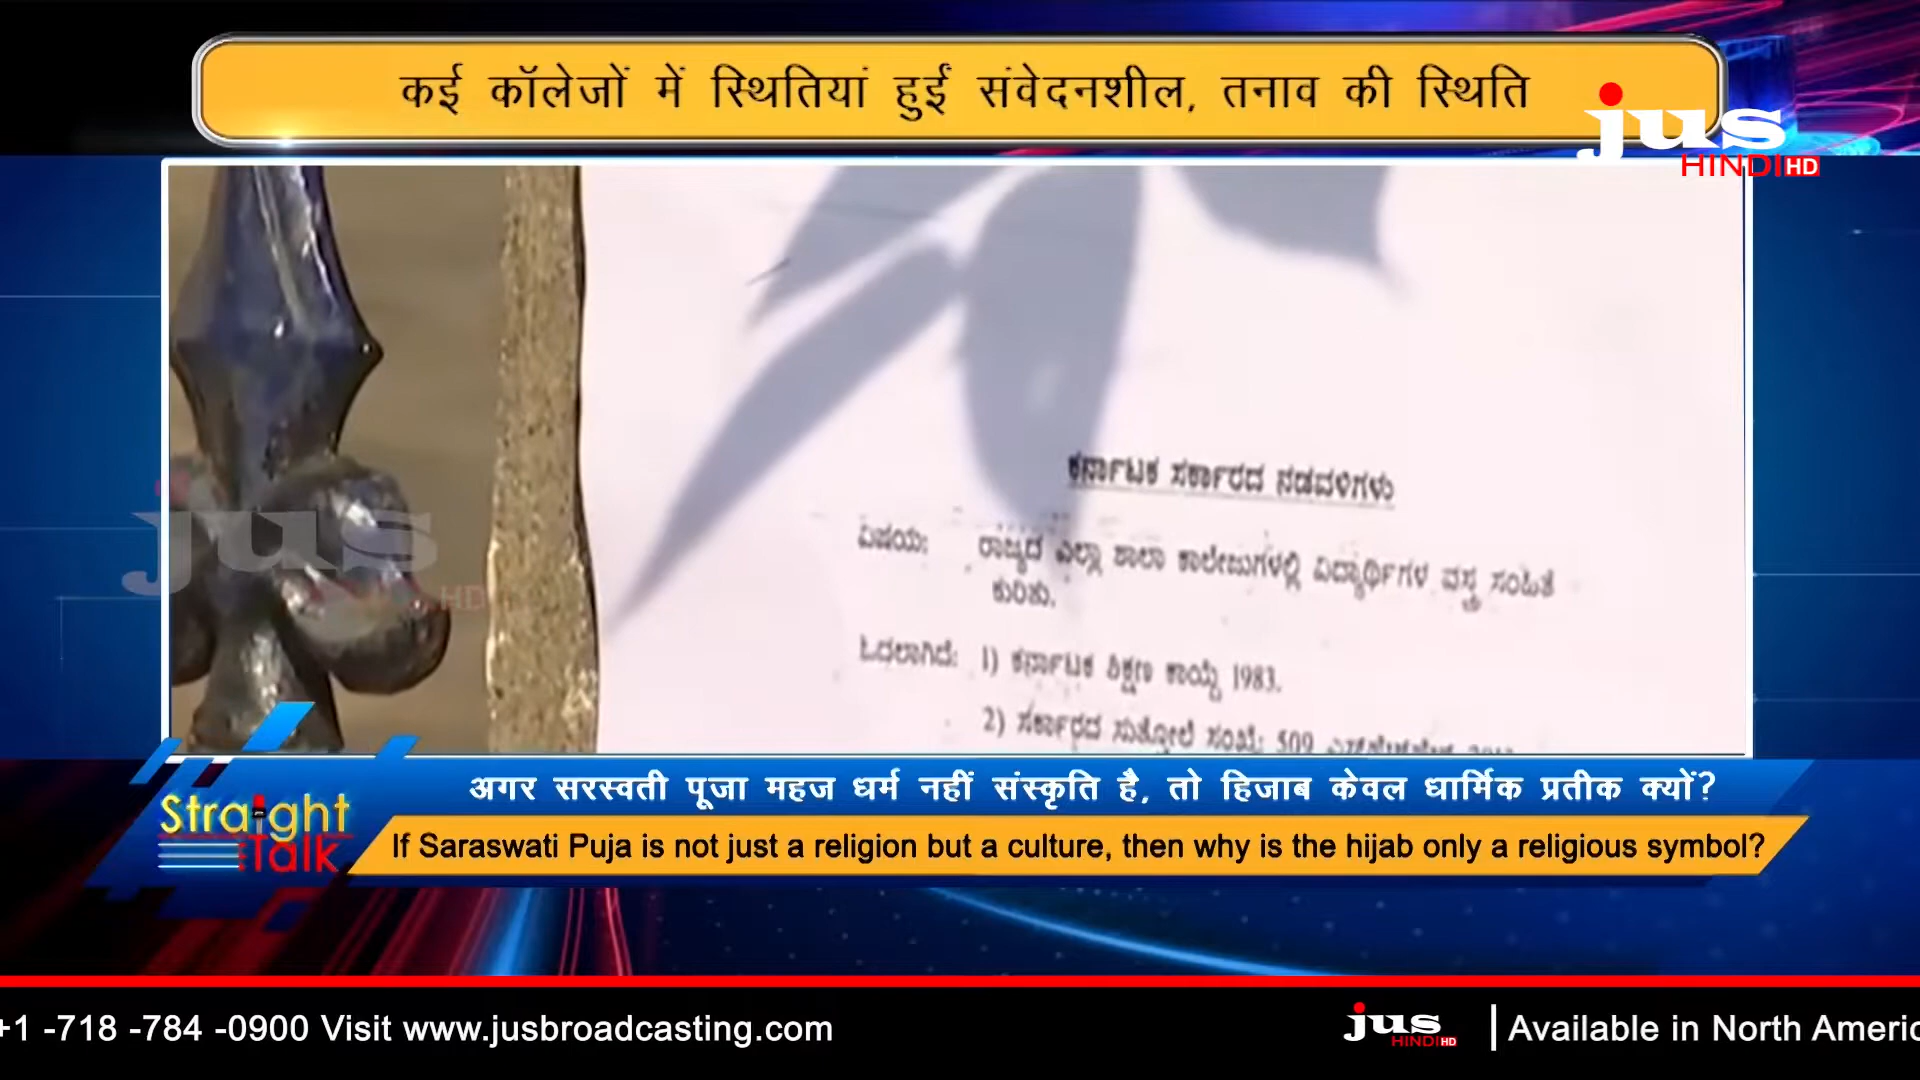 कई कॉलेजों में स्थितियां हुईं संवेदनशील, तनाव की स्थिति
jus
HINDI HD
ಕರ್ನಾಟಕ ಸರ್ಕಾರದ ನಡವಳಿಗಳು
ವಿಷಯ: ರಾಜ್ಯದ ಎಲ್ಲಾ ಶಾಲಾ ಕಾಲೇಜುಗಳಲ್ಲಿ ವಿದ್ಯಾರ್ಥಿಗಳ ವಸ್ತ್ರ ಸಂಹಿತೆ
ಕುರಿತು.
ಓದಲಾಗಿದೆ: 1) ಕರ್ನಾಟಕ ಶಿಕ್ಷಣ ಕಾಯ್ದೆ 1983.
2) ಸರ್ಕಾರದ ಸುತ್ತೋಲೆ ಸಂಖ್ಯೆ: 509
jus
HD
अगर सरस्वती पूजा महज धर्म नहीं संस्कृति है, तो हिजाब केवल धार्मिक प्रतीक क्यों?
Straight
Talk
If Saraswati Puja is not just a religion but a culture, then why is the hijab only a religious symbol?
+1 -718 -784 -0900 Visit www.jusbroadcasting.com
jus
HINDI HD
Available in North Americ